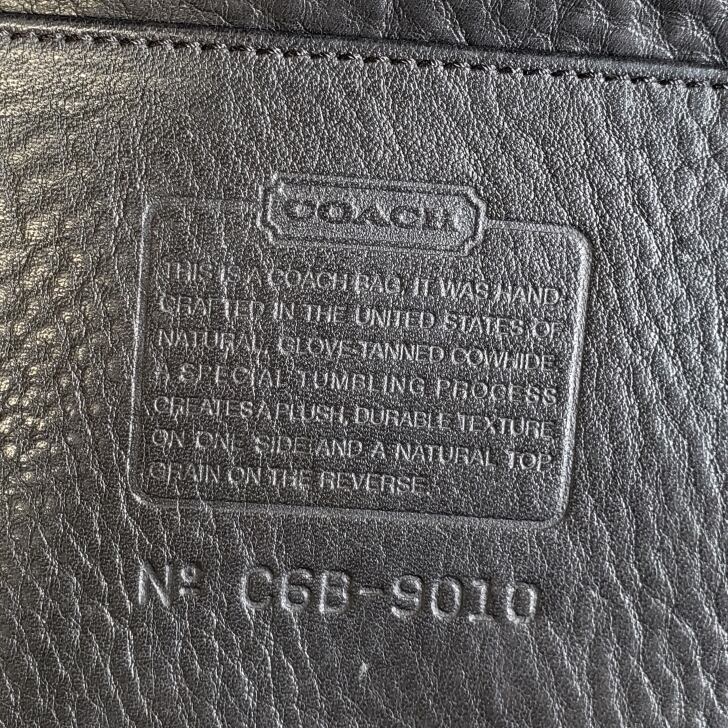 COACH
THIS IS A COACH BAG. IT WAS HAND-
CRAFTED IN THE UNITED STATES OF
NATURAL, GLOVE-TANNED COWHIDE.
A SPECIAL TUMBLING PROCESS
CREATES A PLUSH, DURABLE TEXTURE
ON ONE SIDE AND A NATURAL TOP
GRAIN ON THE REVERSE.
Nº C6B-9010